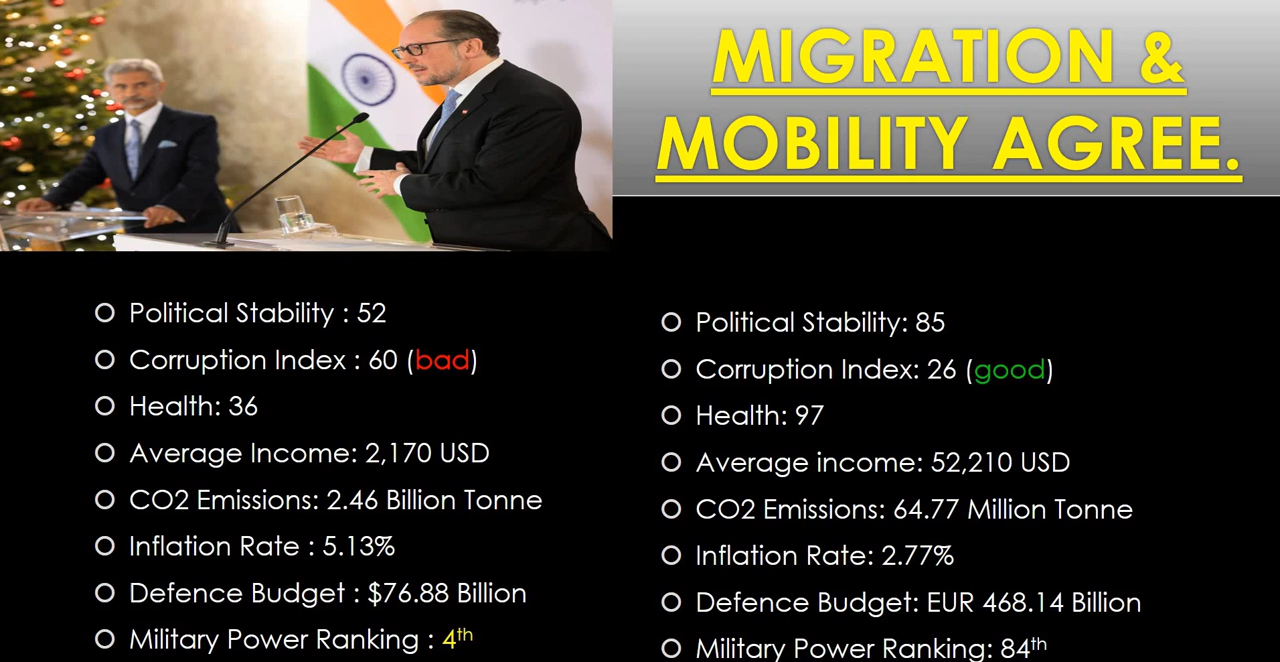 MIGRATION &
MOBILITY AGREE.
Political Stability : 52
Corruption Index : 60 (bad)
Health: 36
Average Income: 2,170 USD
CO2 Emissions: 2.46 Billion Tonne
Inflation Rate : 5.13%
Defence Budget : $76.88 Billion
Military Power Ranking : 4th
Political Stability: 85
Corruption Index: 26 (good)
Health: 97
Average income: 52,210 USD
CO2 Emissions: 64.77 Million Tonne
Inflation Rate: 2.77%
Defence Budget: EUR 468.14 Billion
Military Power Ranking: 84th